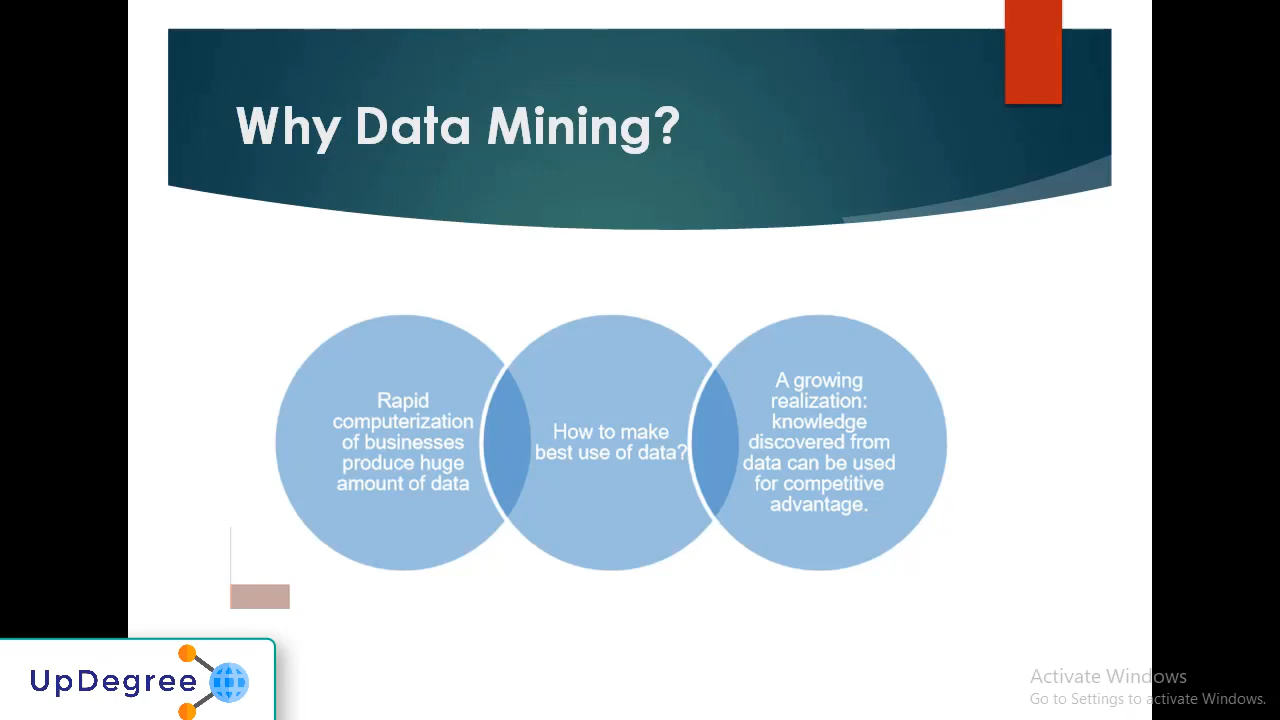 Why Data Mining?
Rapid
computerization
of businesses
produce huge
amount of data
How to make
best use of data?
A growing
realization:
knowledge
discovered from
data can be used
for competitive
advantage.
UpDegree
Activate Windows
Go to Settings to activate Windows.